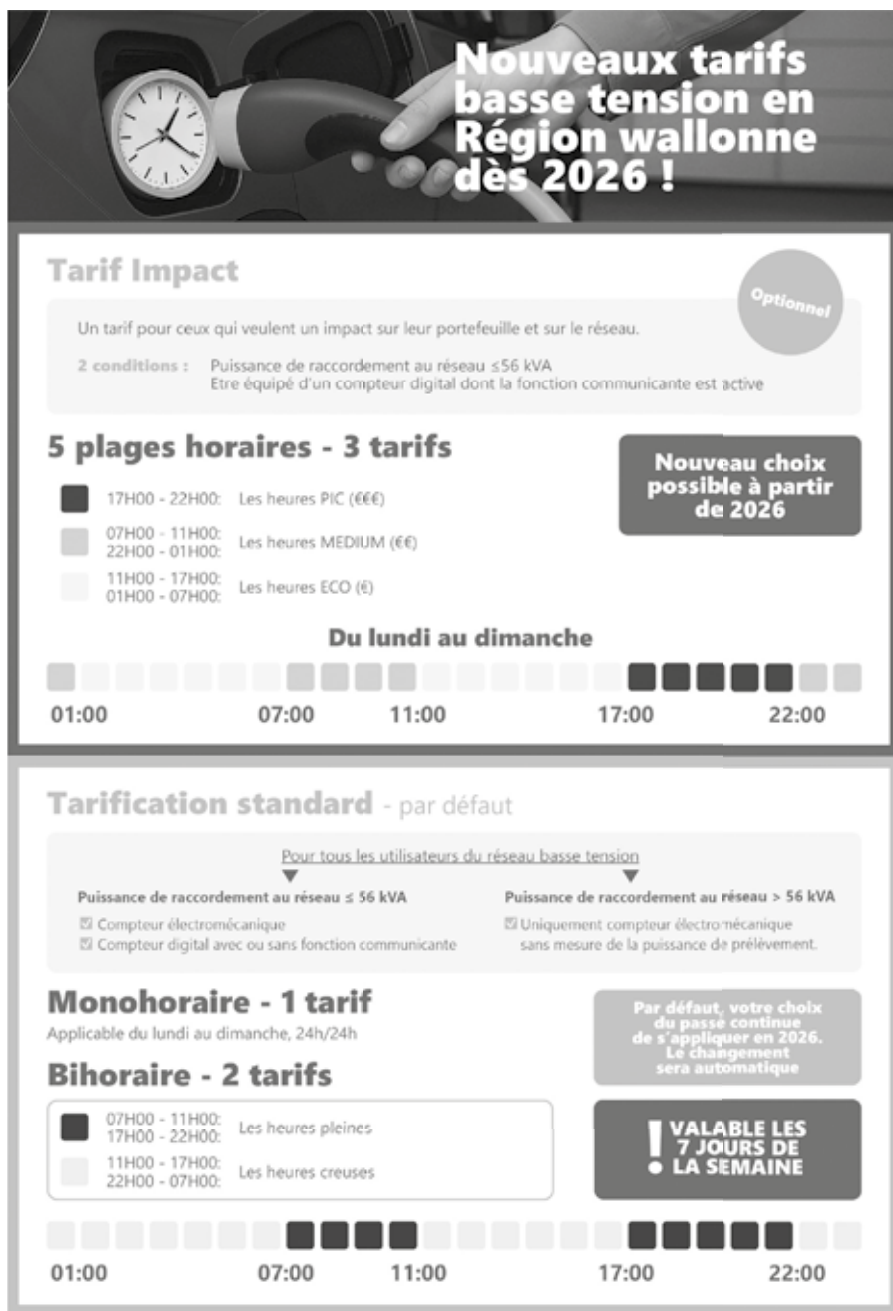 Nouveaux tarifs
basse tension en
Région wallonne
dès 2026 !
Tarif Impact
Optionnel
Un tarif pour ceux qui veulent un impact sur leur portefeuille et sur le réseau.
2 conditions : Puissance de raccordement au réseau ≤56 kVA
Etre équipé d'un compteur digital dont la fonction communicante est active
5 plages horaires - 3 tarifs
Nouveau choix
possible à partir
de 2026
17H00 - 22H00: Les heures PIC (€€€)
07H00 - 11H00:
22H00 - 01H00: Les heures MEDIUM (€€)
11H00 - 17H00:
01H00 - 07H00: Les heures ECO (€)
Du lundi au dimanche
01:00 07:00 11:00 17:00 22:00
Tarification standard - par défaut
Pour tous les utilisateurs du réseau basse tension
Puissance de raccordement au réseau ≤ 56 kVA
Compteur électromécanique
Compteur digital avec ou sans fonction communicante
Puissance de raccordement au réseau > 56 kVA
Uniquement compteur électromécanique
sans mesure de la puissance de prélèvement.
Monohoraire - 1 tarif
Applicable du lundi au dimanche, 24h/24h
Par défaut, votre choix
du passé continue
de s'appliquer en 2026.
Le changement
sera automatique
Bihoraire - 2 tarifs
07H00 - 11H00:
17H00 - 22H00: Les heures pleines
11H00 - 17H00:
22H00 - 07H00: Les heures creuses
! VALABLE LES
7 JOURS DE
LA SEMAINE
01:00 07:00 11:00 17:00 22:00